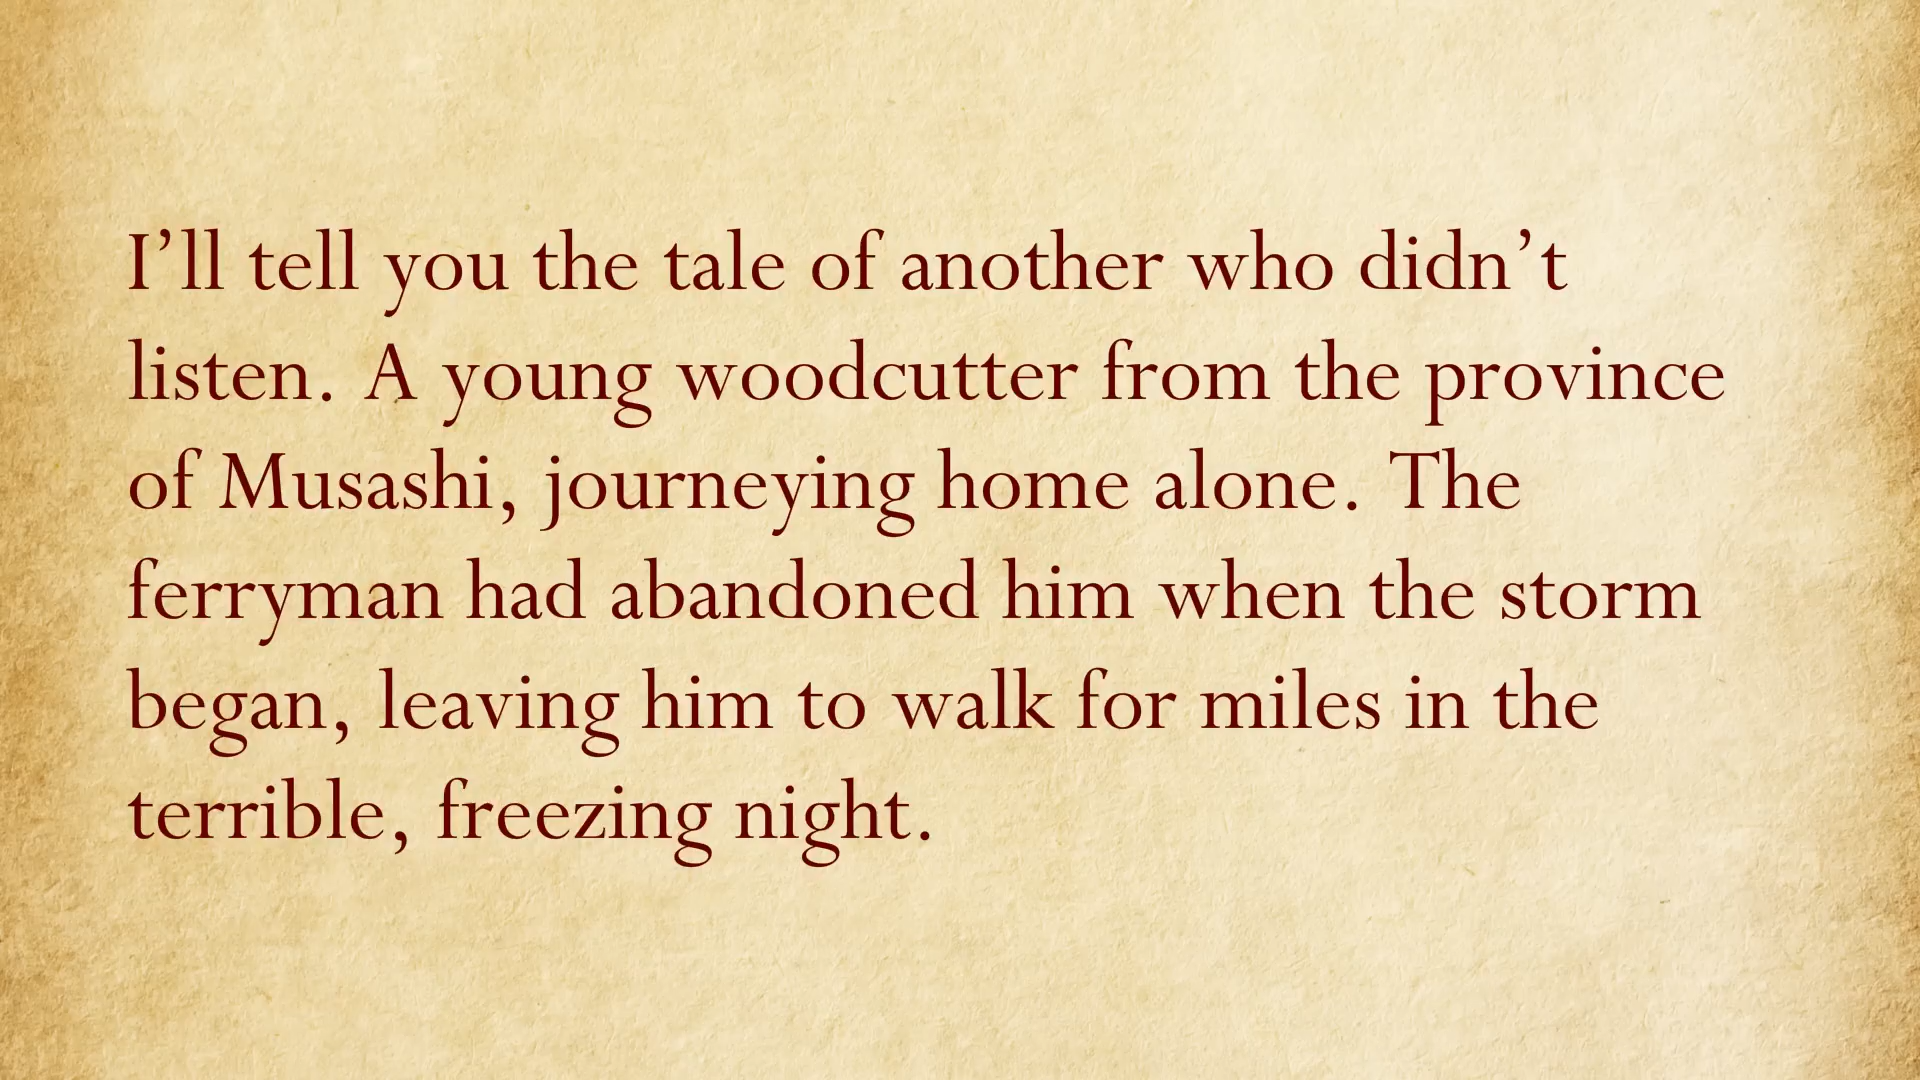 I’ll tell you the tale of another who didn’t
listen. A young woodcutter from the province
of Musashi, journeying home alone. The
ferryman had abandoned him when the storm
began, leaving him to walk for miles in the
terrible, freezing night.